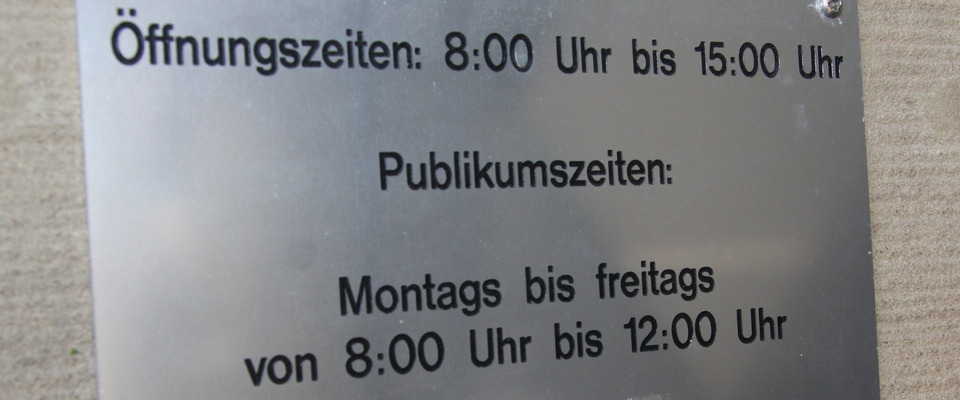 Öffnungszeiten: 8:00 Uhr bis 15:00 Uhr
Publikumszeiten:
Montags bis freitags
von 8:00 Uhr bis 12:00 Uhr